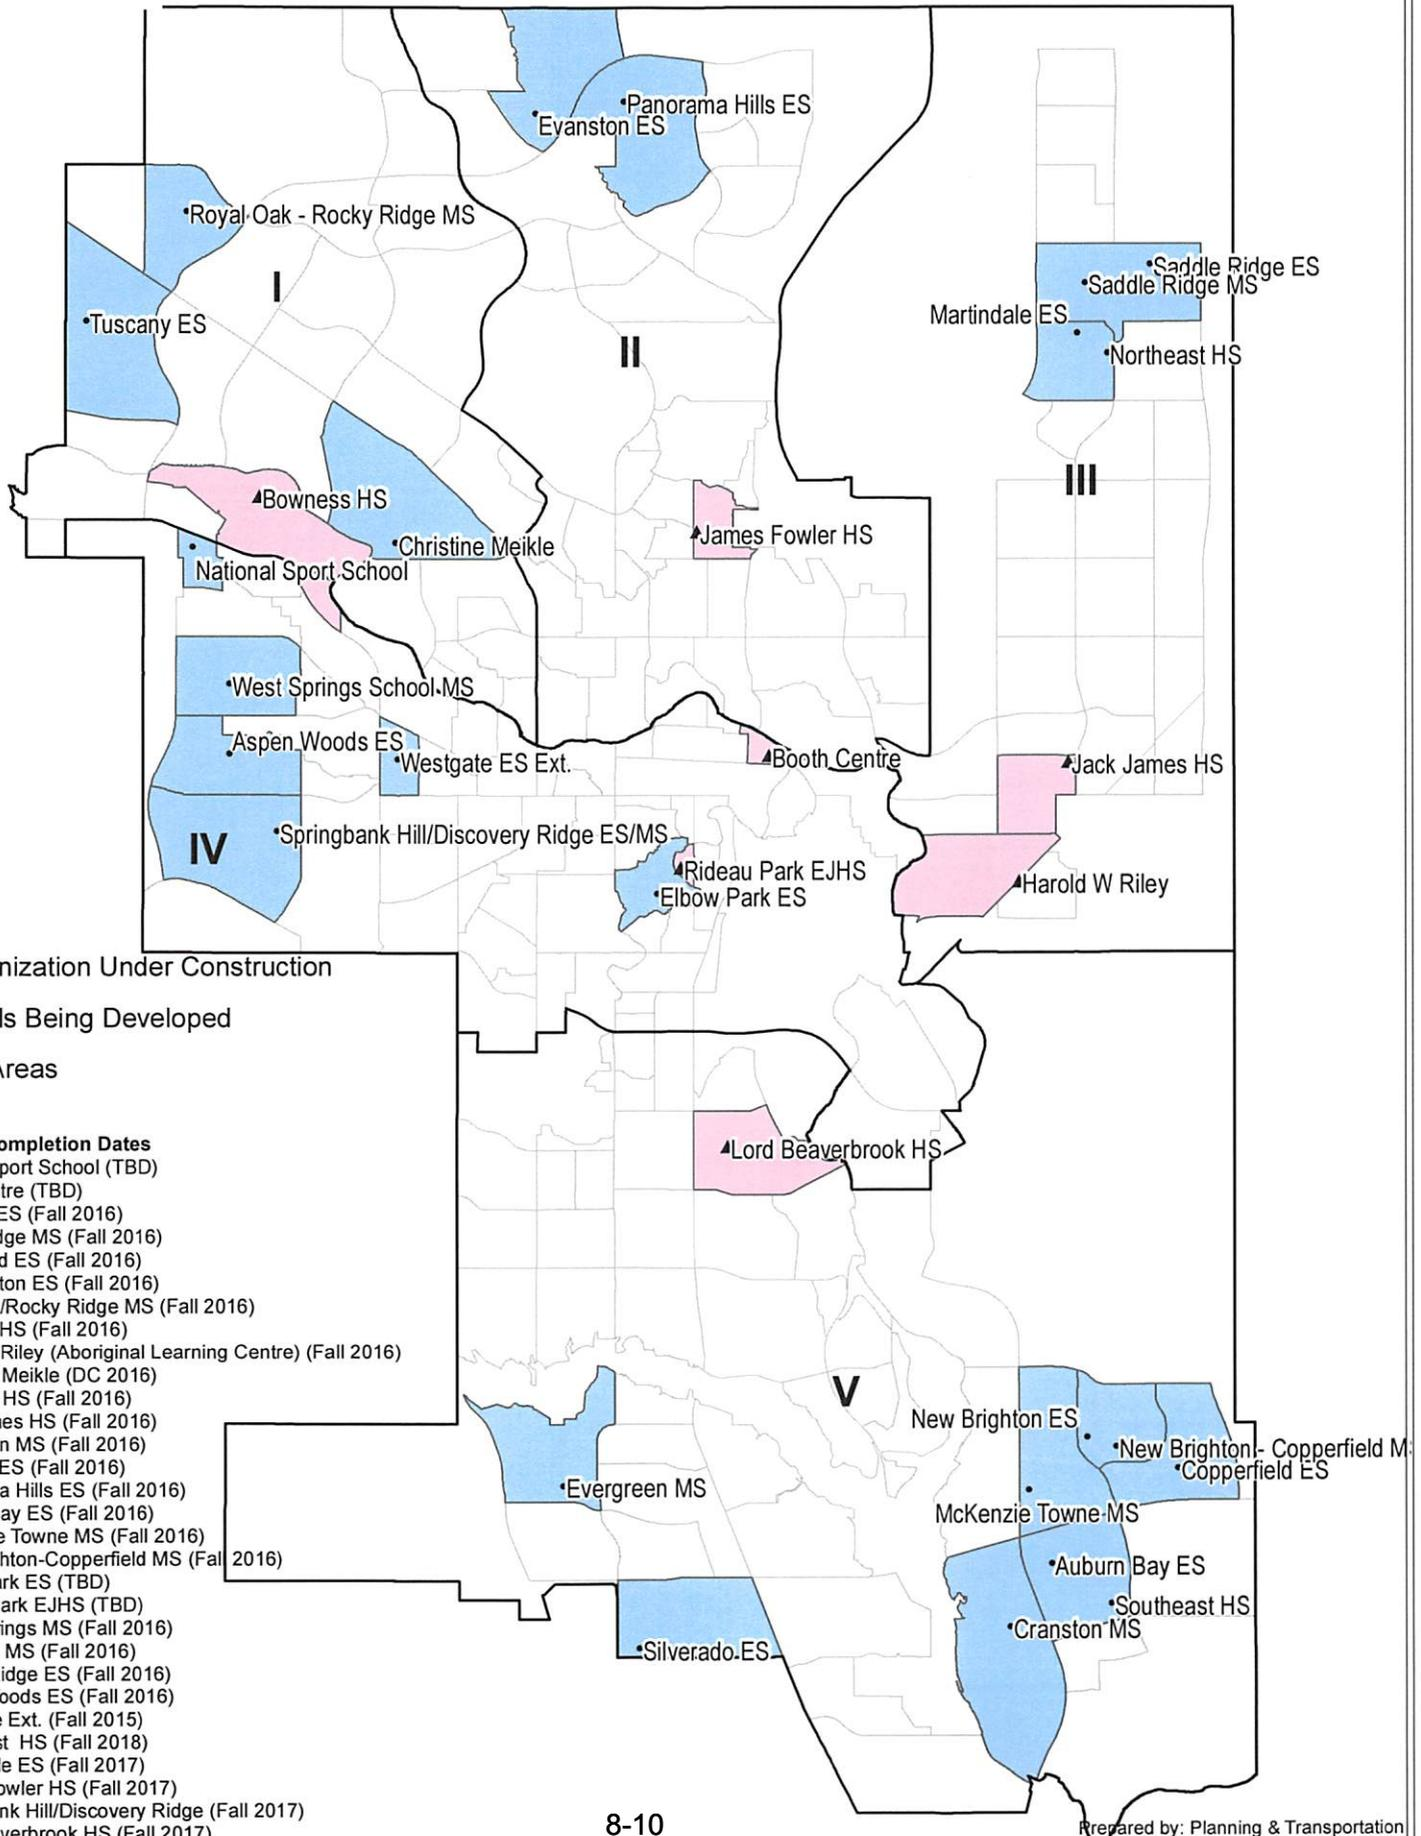 Panorama Hills ES
Evanston ES
Royal Oak - Rocky Ridge MS
Saddle Ridge ES
Saddle Ridge MS
I
Martindale ES
Tuscany ES
II
Northeast HS
III
Bowness HS
James Fowler HS
Christine Meikle
National Sport School
West Springs School MS
Aspen Woods ES
Westgate ES Ext.
Booth Centre
Jack James HS
Springbank Hill/Discovery Ridge ES/MS
IV
Rideau Park EJHS
Harold W Riley
Elbow Park ES
nization Under Construction
ls Being Developed
Areas
Lord Beaverbrook HS
ompletion Dates
port School (TBD)
tre (TBD)
ES (Fall 2016)
dge MS (Fall 2016)
d ES (Fall 2016)
ton ES (Fall 2016)
/Rocky Ridge MS (Fall 2016)
HS (Fall 2016)
Riley (Aboriginal Learning Centre) (Fall 2016)
Meikle (DC 2016)
HS (Fall 2016)
nes HS (Fall 2016)
n MS (Fall 2016)
ES (Fall 2016)
a Hills ES (Fall 2016)
ay ES (Fall 2016)
e Towne MS (Fall 2016)
hton-Copperfield MS (Fall 2016)
ark ES (TBD)
ark EJHS (TBD)
rings MS (Fall 2016)
MS (Fall 2016)
idge ES (Fall 2016)
oods ES (Fall 2016)
e Ext. (Fall 2015)
st HS (Fall 2018)
le ES (Fall 2017)
owler HS (Fall 2017)
nk Hill/Discovery Ridge (Fall 2017)
verbrook HS (Fall 2017)
V
New Brighton ES
New Brighton - Copperfield M
Copperfield ES
Evergreen MS
McKenzie Towne MS
Auburn Bay ES
Southeast HS
Cranston MS
Silverado ES
8-10
Prepared by: Planning & Transportation